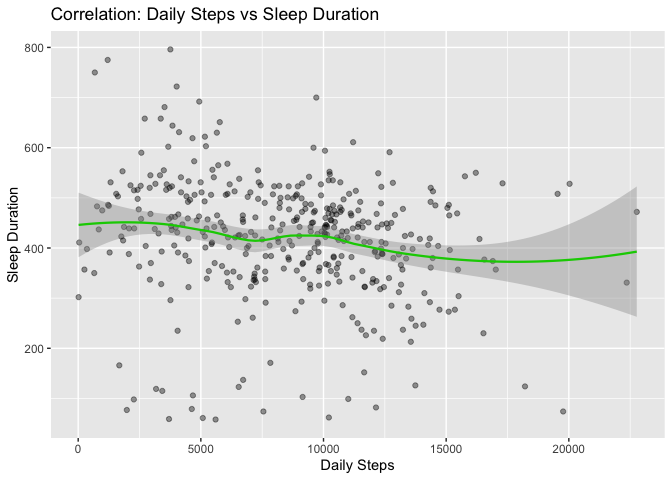 Correlation: Daily Steps vs Sleep Duration
800
600
400
200
Sleep Duration
0 5000 10000 15000 20000
Daily Steps